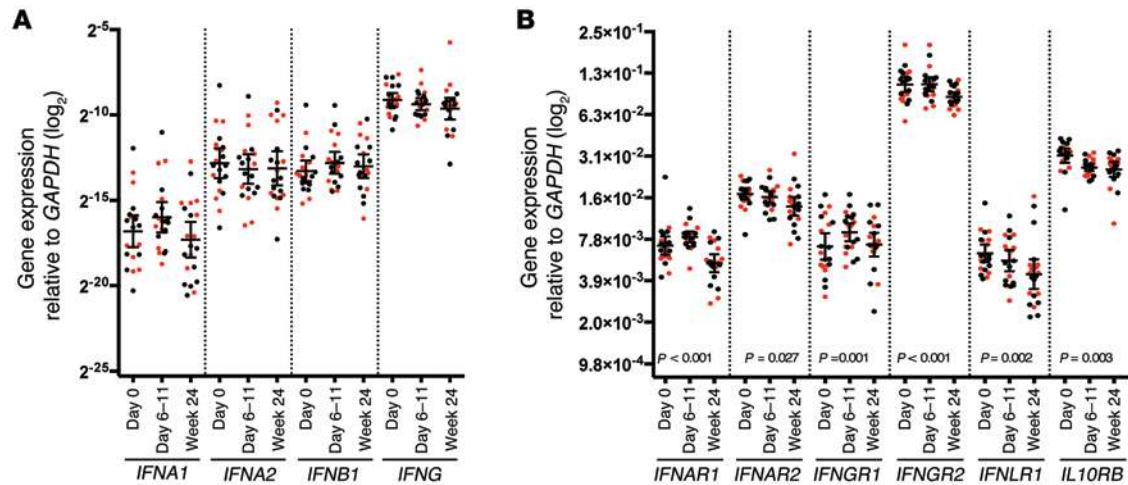 A
Gene expression
relative to GAPDH (log₂)
2⁻⁵
2⁻¹⁰
2⁻¹⁵
2⁻²⁰
2⁻²⁵
Day 0
Day 6–11
Week 24
Day 0
Day 6–11
Week 24
Day 0
Day 6–11
Week 24
Day 0
Day 6–11
Week 24
IFNA1 IFNA2 IFNB1 IFNG
B
Gene expression
relative to GAPDH (log₂)
2.5×10⁻¹
1.3×10⁻¹
6.3×10⁻²
3.1×10⁻²
1.6×10⁻²
7.8×10⁻³
3.9×10⁻³
2.0×10⁻³
9.8×10⁻⁴
P < 0.001 P = 0.027 P =0.001 P <0.001 P = 0.002 P = 0.003
Day 0
Day 6–11
Week 24
Day 0
Day 6–11
Week 24
Day 0
Day 6–11
Week 24
Day 0
Day 6–11
Week 24
Day 0
Day 6–11
Week 24
Day 0
Day 6–11
Week 24
IFNAR1 IFNAR2 IFNGR1 IFNGR2 IFNLR1 IL10RB